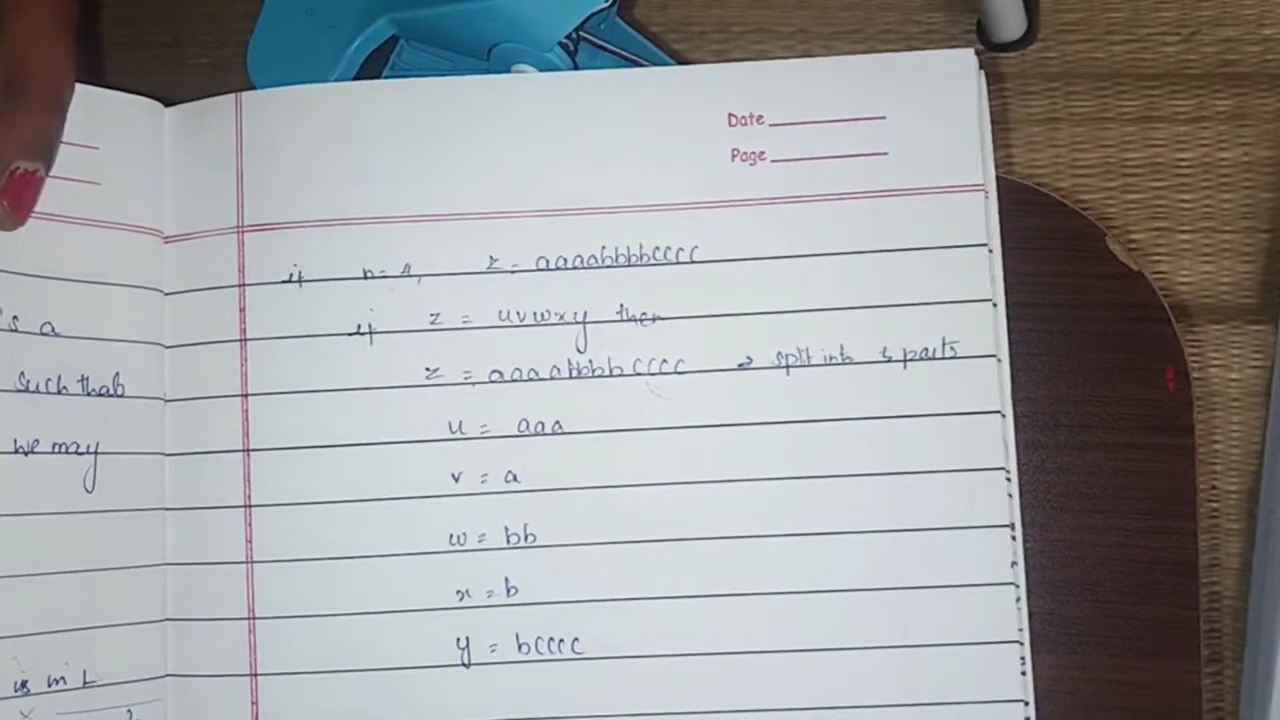 Date
Page
if n=4, z = aaaabbbbcccc
if z = uvwxy then
z = aaaabbbbcccc → split into 5 parts
u = aaa
v = a
w = bb
x = b
y = bcccc
's a
such that
we may
is in L